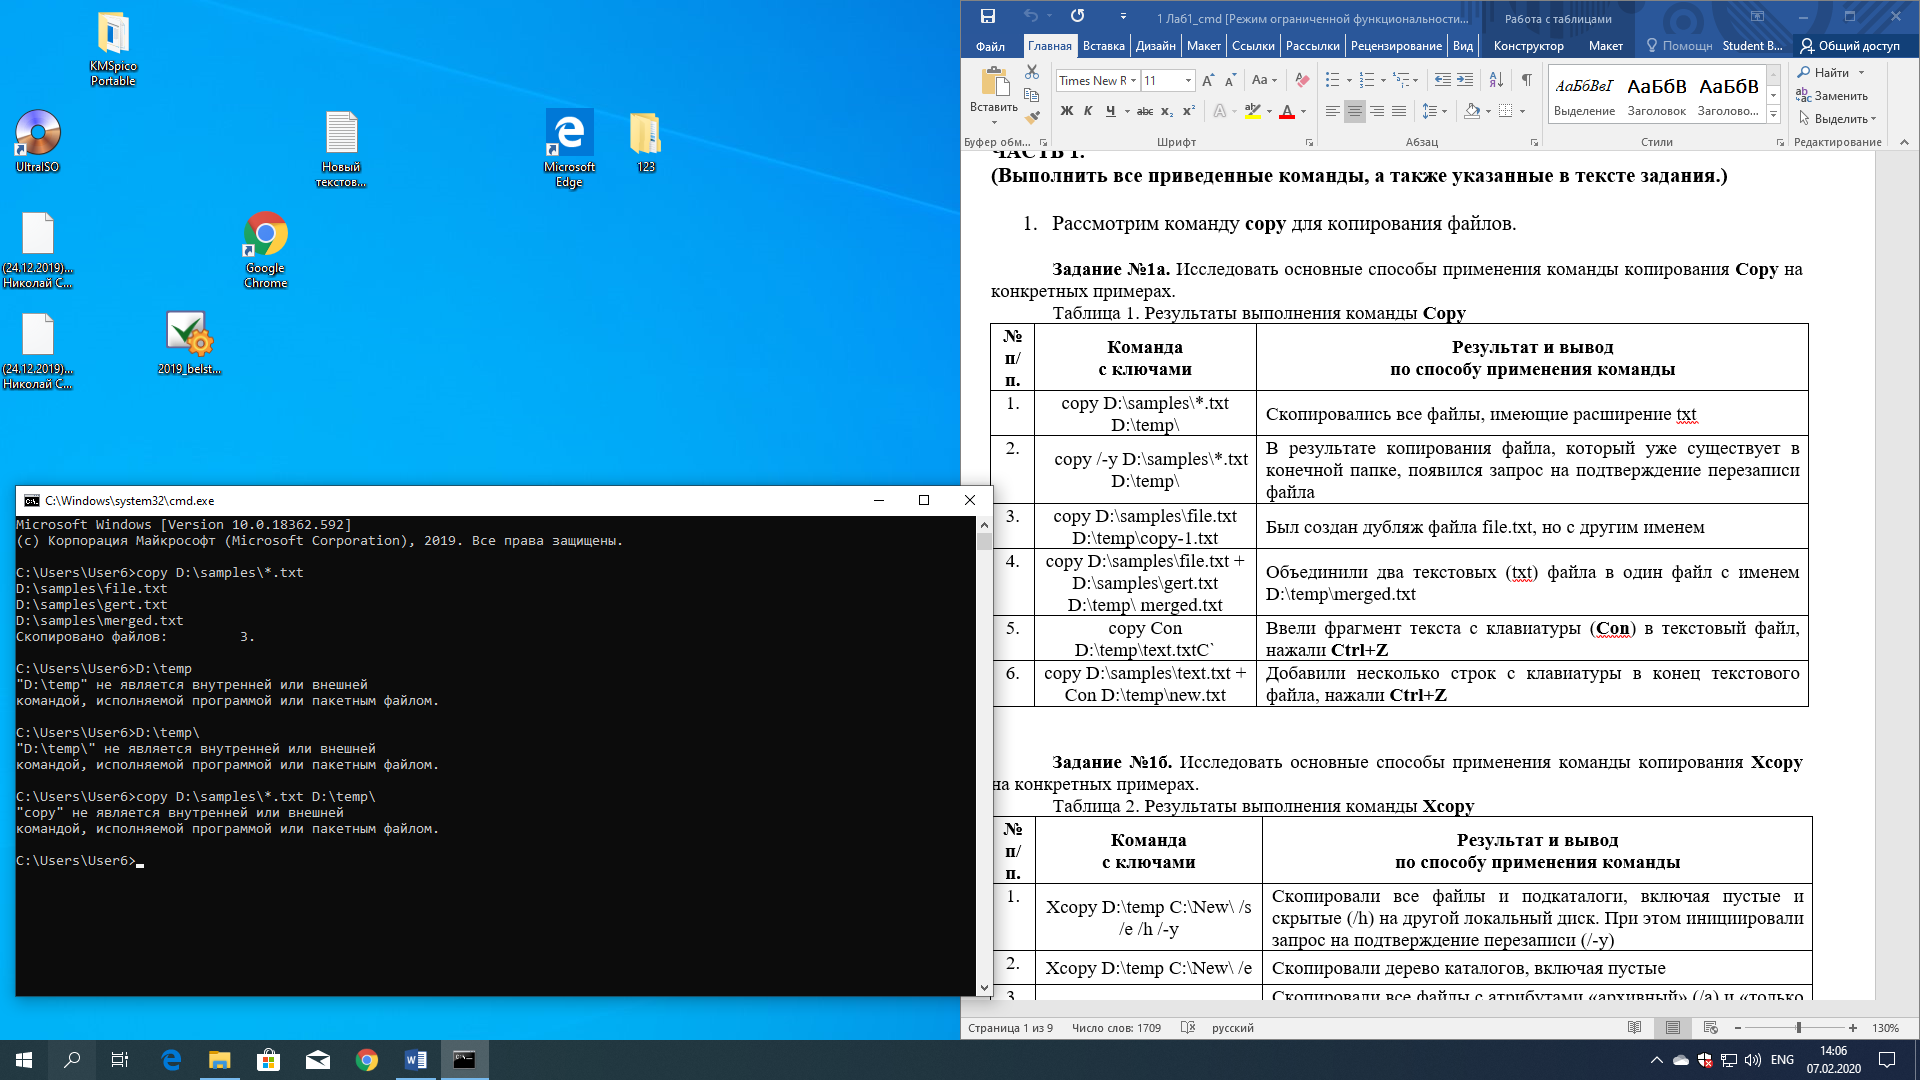 KMSpico
Portable
UltraISO
Новый
текстов...
Microsoft
Edge
123
(24.12.2019)...
Николай С...
Google
Chrome
(24.12.2019)...
Николай С...
2019_belst...
C:\Windows\system32\cmd.exe
Microsoft Windows [Version 10.0.18362.592]
(c) Корпорация Майкрософт (Microsoft Corporation), 2019. Все права защищены.
C:\Users\User6>copy D:\samples\*.txt
D:\samples\file.txt
D:\samples\gert.txt
D:\samples\merged.txt
Скопировано файлов:         3.
C:\Users\User6>D:\temp
"D:\temp" не является внутренней или внешней
командой, исполняемой программой или пакетным файлом.
C:\Users\User6>D:\temp\
"D:\temp\" не является внутренней или внешней
командой, исполняемой программой или пакетным файлом.
C:\Users\User6>сору D:\samples\*.txt D:\temp\
"сору" не является внутренней или внешней
командой, исполняемой программой или пакетным файлом.
C:\Users\User6>
1 Лаб1_cmd [Режим ограниченной функциональности...
Работа с таблицами
Файл Главная Вставка Дизайн Макет Ссылки Рассылки Рецензирование Вид Конструктор Макет Помощн Student B... Общий доступ
Вставить
Буфер обм...
Times New R 11
Ж К Ч abc x₂ x²
Шрифт
Абзац
АаБбВвІ АаБбВ АаБбВ
Выделение Заголовок Заголово...
Стили
Найти
Заменить
Выделить
Редактирование
ЧАСТЬ 1.
(Выполнить все приведенные команды, а также указанные в тексте задания.)
1. Рассмотрим команду copy для копирования файлов.
Задание №1а. Исследовать основные способы применения команды копирования Copy на
конкретных примерах.
Таблица 1. Результаты выполнения команды Copy
№
п/
п.
Команда
с ключами
Результат и вывод
по способу применения команды
1.
copy D:\samples\*.txt
D:\temp\
Скопировались все файлы, имеющие расширение txt
2.
copy /-y D:\samples\*.txt
D:\temp\
В результате копирования файла, который уже существует в
конечной папке, появился запрос на подтверждение перезаписи
файла
3.
copy D:\samples\file.txt
D:\temp\copy-1.txt
Был создан дубляж файла file.txt, но с другим именем
4.
copy D:\samples\file.txt +
D:\samples\gert.txt
D:\temp\ merged.txt
Объединили два текстовых (txt) файла в один файл с именем
D:\temp\merged.txt
5.
copy Con
D:\temp\text.txtC`
Ввели фрагмент текста с клавиатуры (Con) в текстовый файл,
нажали Ctrl+Z
6.
copy D:\samples\text.txt +
Con D:\temp\new.txt
Добавили несколько строк с клавиатуры в конец текстового
файла, нажали Ctrl+Z
Задание №1б. Исследовать основные способы применения команды копирования Xcopy
на конкретных примерах.
Таблица 2. Результаты выполнения команды Xcopy
№
п/
п.
Команда
с ключами
Результат и вывод
по способу применения команды
1.
Xcopy D:\temp C:\New\ /s
/e /h /-y
Скопировали все файлы и подкаталоги, включая пустые и
скрытые (/h) на другой локальный диск. При этом инициировали
запрос на подтверждение перезаписи (/-y)
2.
Xcopy D:\temp C:\New\ /e
Скопировали дерево каталогов, включая пустые
3.
Скопировали все файлы с атрибутами «архивный» (/a) и «только
Страница 1 из 9 Число слов: 1709 русский 130%
ENG
14:06
07.02.2020